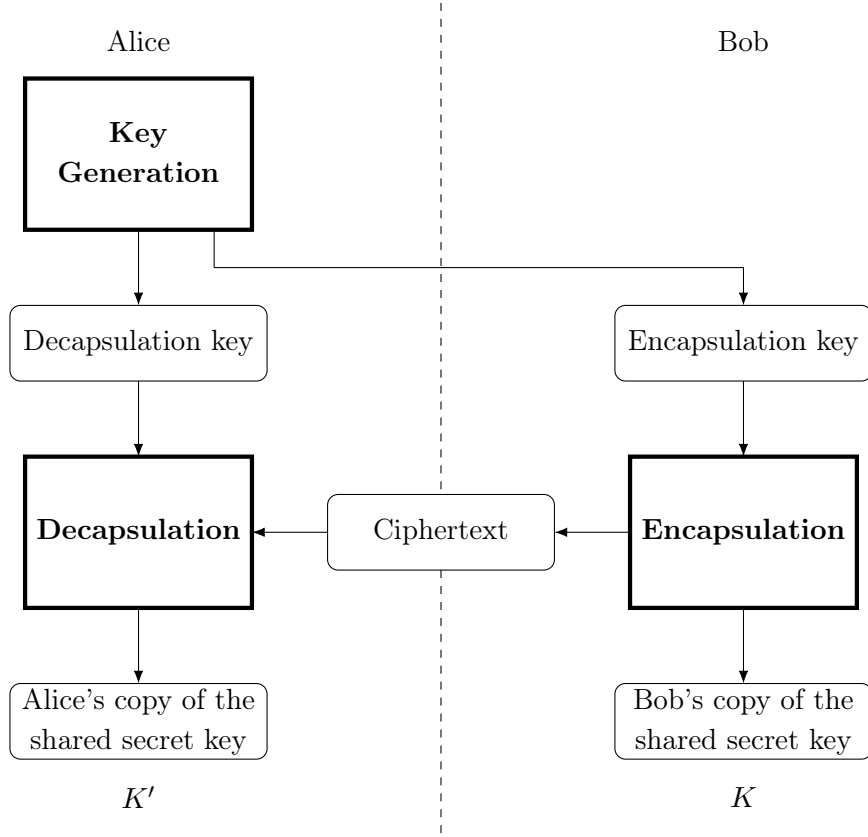 Alice
Bob
Key
Generation
Decapsulation key
Encapsulation key
Decapsulation
Ciphertext
Encapsulation
Alice's copy of the
shared secret key
Bob's copy of the
shared secret key
K′
K